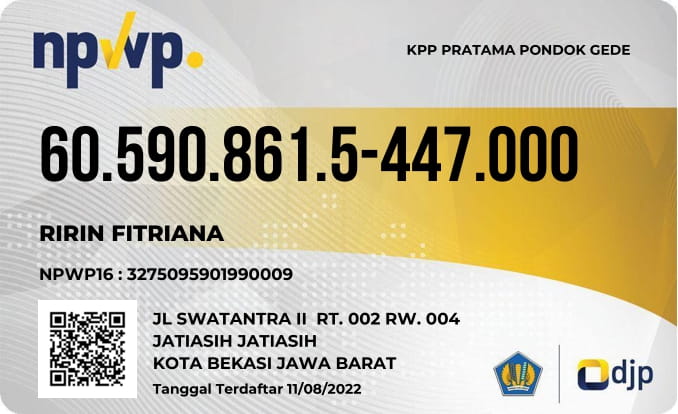 npwp.
KPP PRATAMA PONDOK GEDE
60.590.861.5-447.000
RIRIN FITRIANA
NPWP16 : 3275095901990009
JL SWATANTRA II RT. 002 RW. 004
JATIASIH JATIASIH
KOTA BEKASI JAWA BARAT
Tanggal Terdaftar 11/08/2022
djp